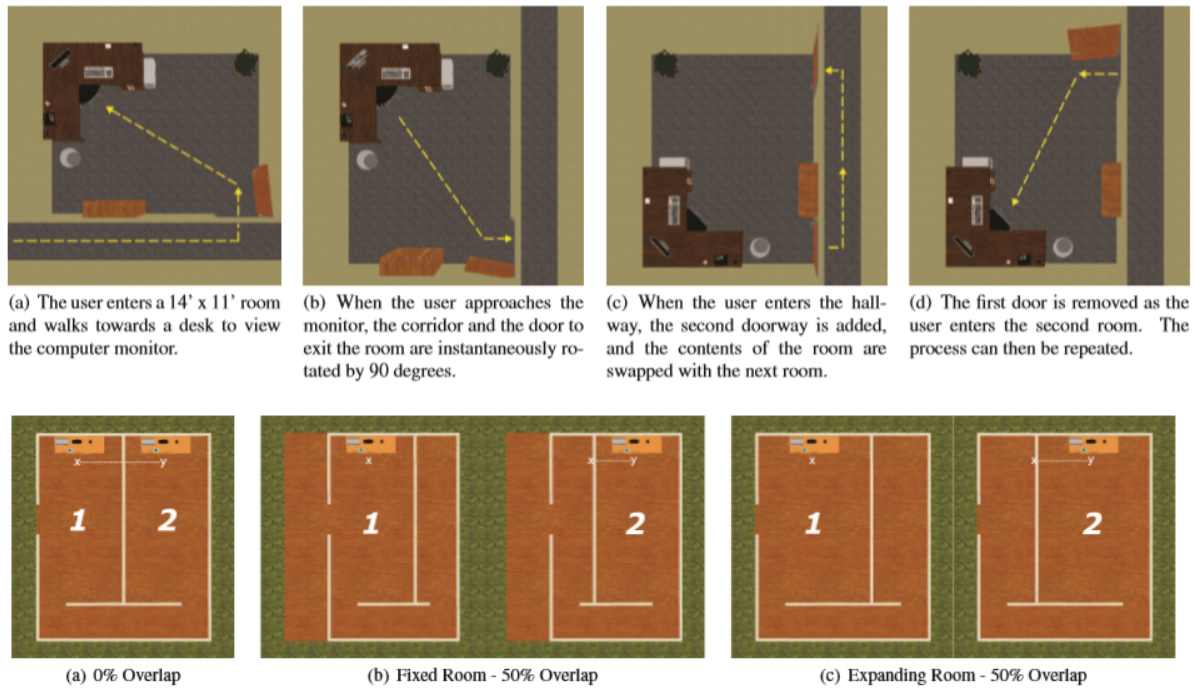 (a) The user enters a 14' x 11' room
and walks towards a desk to view
the computer monitor.
(b) When the user approaches the
monitor, the corridor and the door to
exit the room are instantaneously ro-
tated by 90 degrees.
(c) When the user enters the hall-
way, the second doorway is added,
and the contents of the room are
swapped with the next room.
(d) The first door is removed as the
user enters the second room. The
process can then be repeated.
x y
1 2
(a) 0% Overlap
x x y
1 2
(b) Fixed Room - 50% Overlap
x x y
1 2
(c) Expanding Room - 50% Overlap